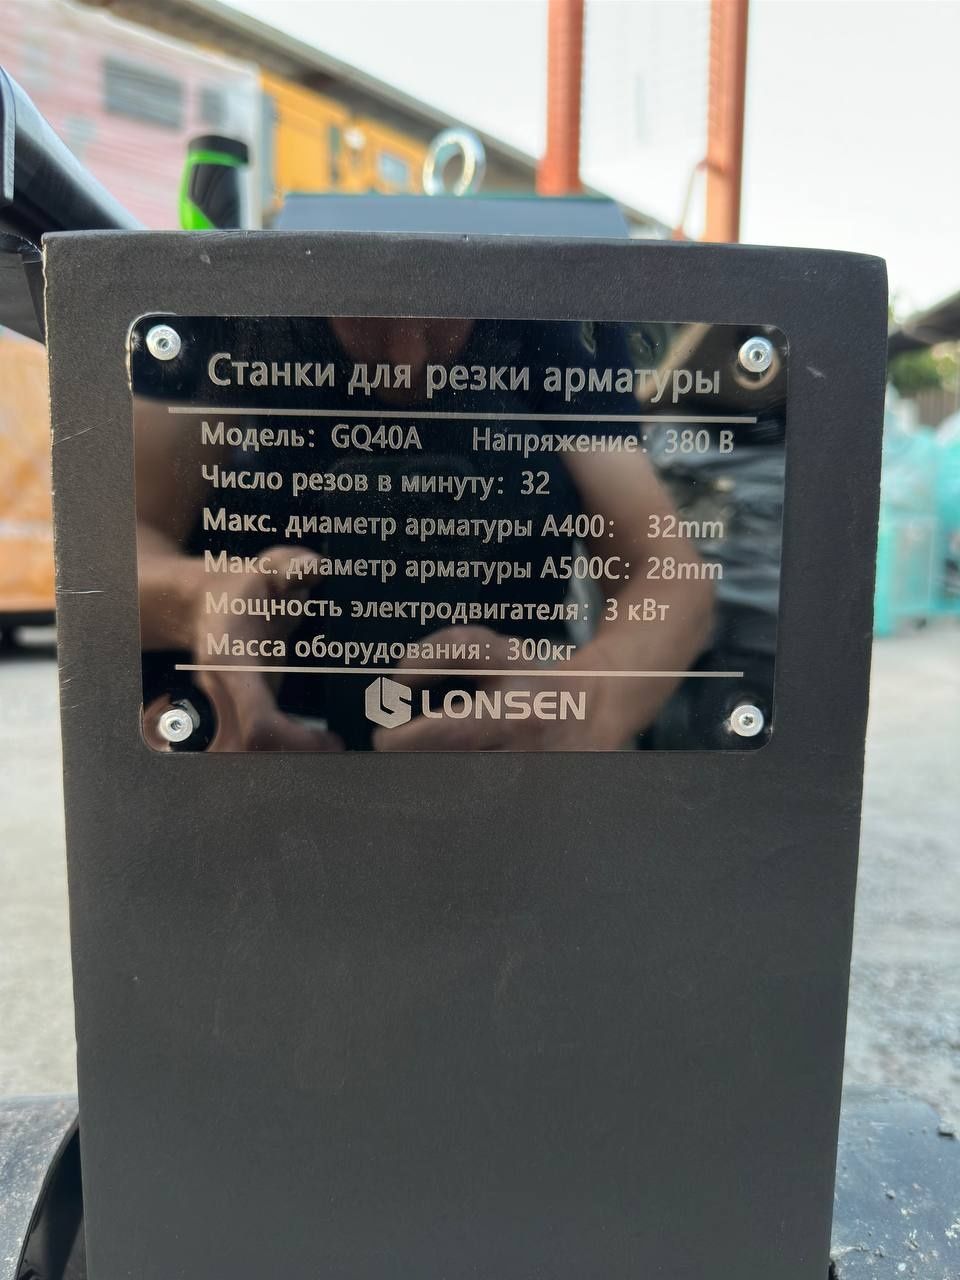 Станки для резки арматуры
Модель: GQ40A Напряжение: 380 В
Число резов в минуту: 32
Макс. диаметр арматуры А400: 32mm
Макс. диаметр арматуры А500С: 28mm
Мощность электродвигателя: 3 кВт
Масса оборудования: 300кг
LONSEN